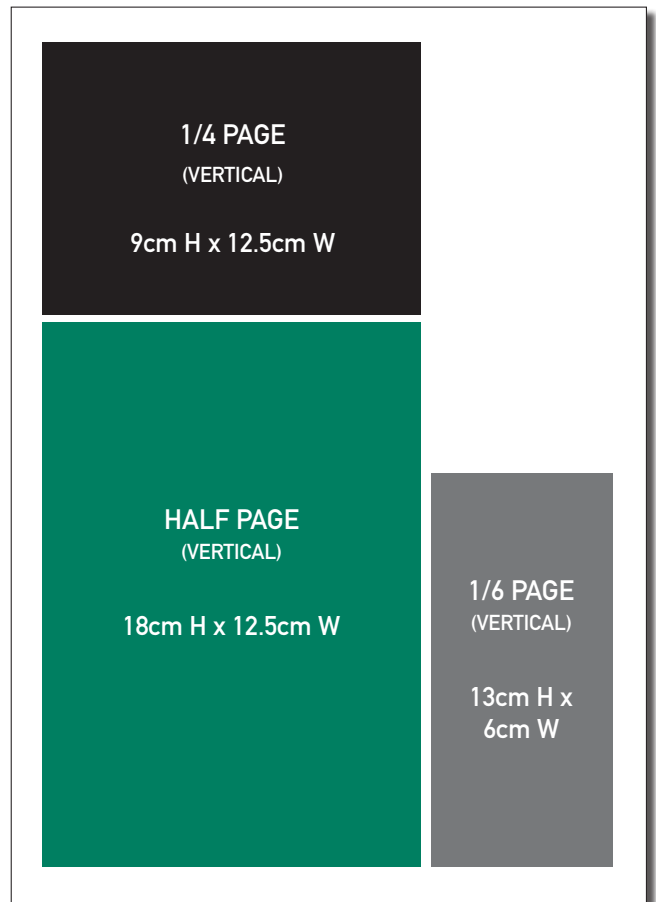 1/4 PAGE
(VERTICAL)
9cm H x 12.5cm W
HALF PAGE
(VERTICAL)
18cm H x 12.5cm W
1/6 PAGE
(VERTICAL)
13cm H x
6cm W